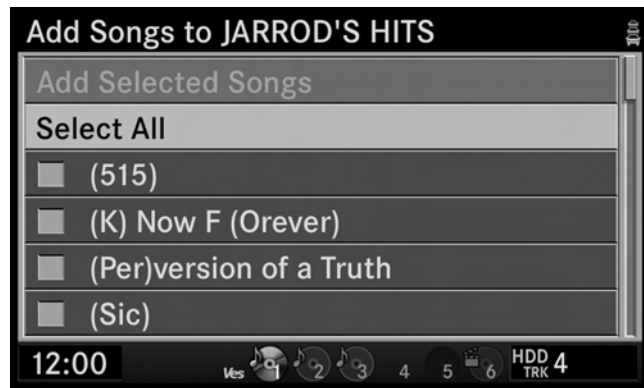 Add Songs to JARROD'S HITS
Add Selected Songs
Select All
(515)
(K) Now F (Orever)
(Per)version of a Truth
(Sic)
12:00 Ves 1 2 3 4 5 6 HDD TRK 4